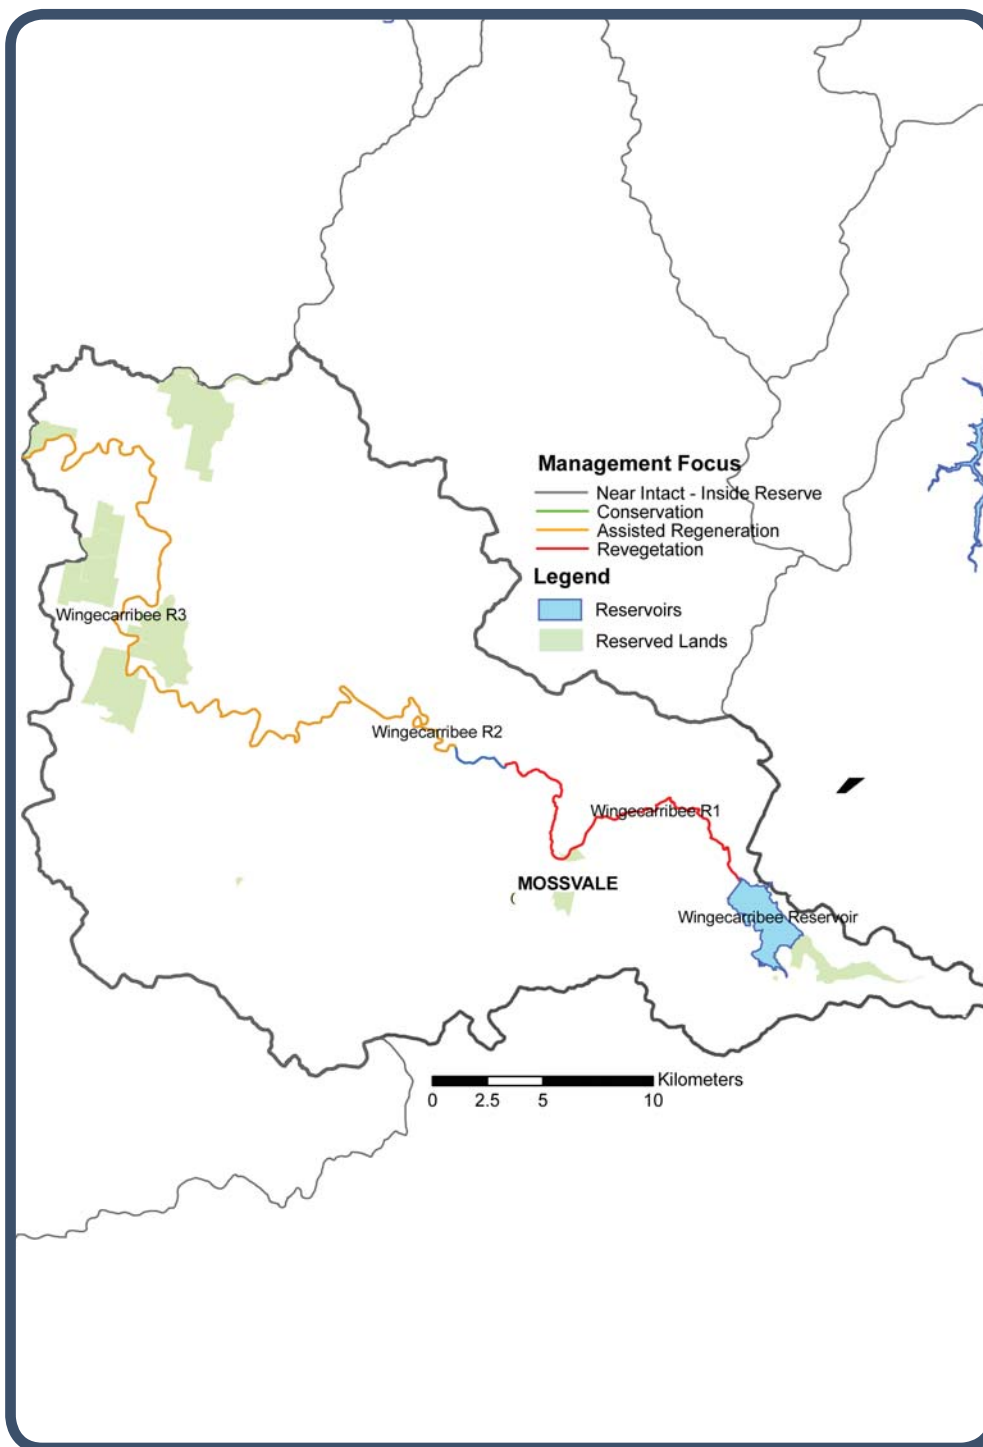 Management Focus
Near Intact - Inside Reserve
Conservation
Assisted Regeneration
Revegetation
Legend
Reservoirs
Reserved Lands
Wingecarribee R3
Wingecarribee R2
Wingecarribee R1
MOSSVALE
Wingecarribee Reservoir
Kilometers
0 2.5 5 10